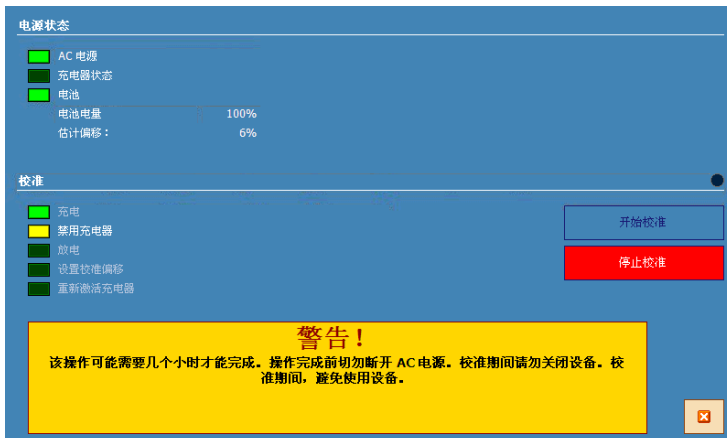 电源状态
AC 电源
充电器状态
电池
电池电量 100%
估计偏移： 6%
校准
充电
禁用充电器
放电
设置校准偏移
重新激活充电器
开始校准
停止校准
警告！
该操作可能需要几个小时才能完成。操作完成前切勿断开 AC 电源。校准期间请勿关闭设备。校
准期间，避免使用设备。